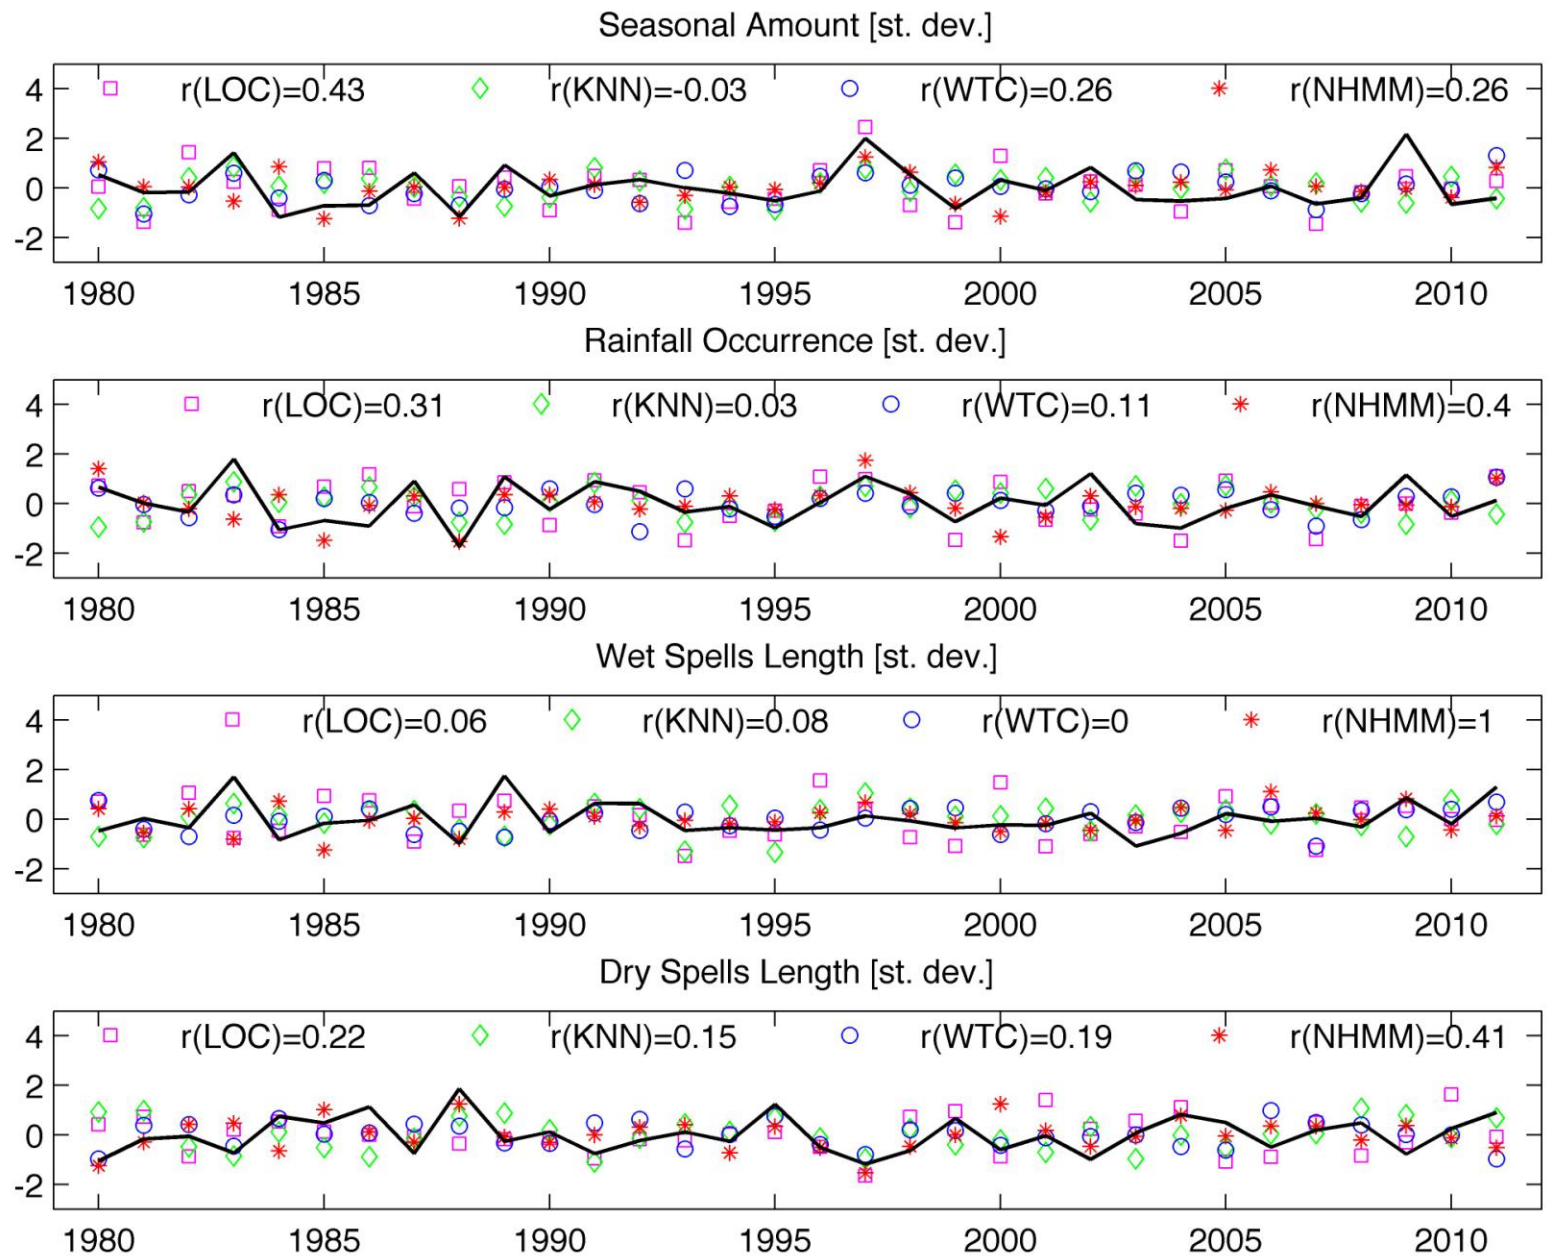 Seasonal Amount [st. dev.]
4 r(LOC)=0.43 r(KNN)=-0.03 r(WTC)=0.26 r(NHMM)=0.26
2
0
-2
1980 1985 1990 1995 2000 2005 2010
Rainfall Occurrence [st. dev.]
4 r(LOC)=0.31 r(KNN)=0.03 r(WTC)=0.11 r(NHMM)=0.4
2
0
-2
1980 1985 1990 1995 2000 2005 2010
Wet Spells Length [st. dev.]
4 r(LOC)=0.06 r(KNN)=0.08 r(WTC)=0 r(NHMM)=1
2
0
-2
1980 1985 1990 1995 2000 2005 2010
Dry Spells Length [st. dev.]
4 r(LOC)=0.22 r(KNN)=0.15 r(WTC)=0.19 r(NHMM)=0.41
2
0
-2
1980 1985 1990 1995 2000 2005 2010